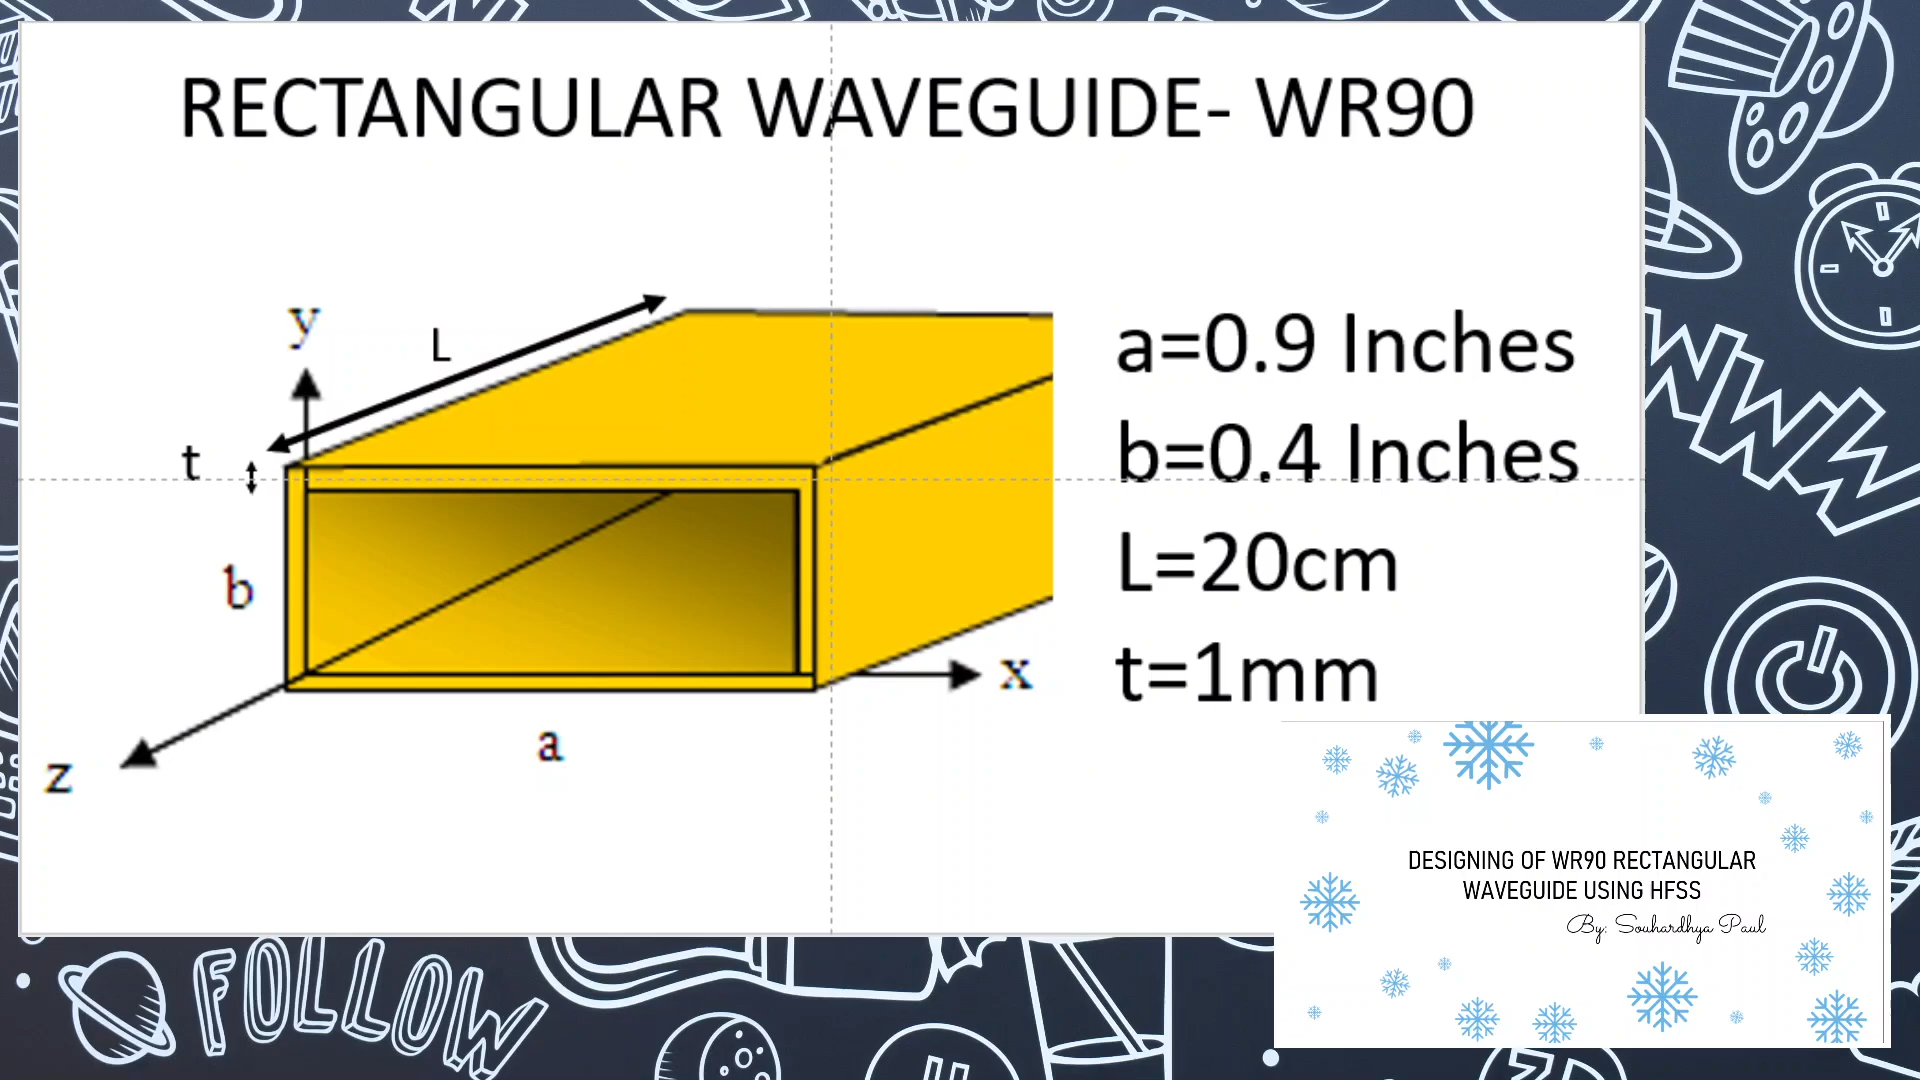 RECTANGULAR WAVEGUIDE- WR90
y
L
t
b
a
x
z
a=0.9 Inches
b=0.4 Inches
L=20cm
t=1mm
DESIGNING OF WR90 RECTANGULAR
WAVEGUIDE USING HFSS
By: Souhardhya Paul
WWW
FOLLOW